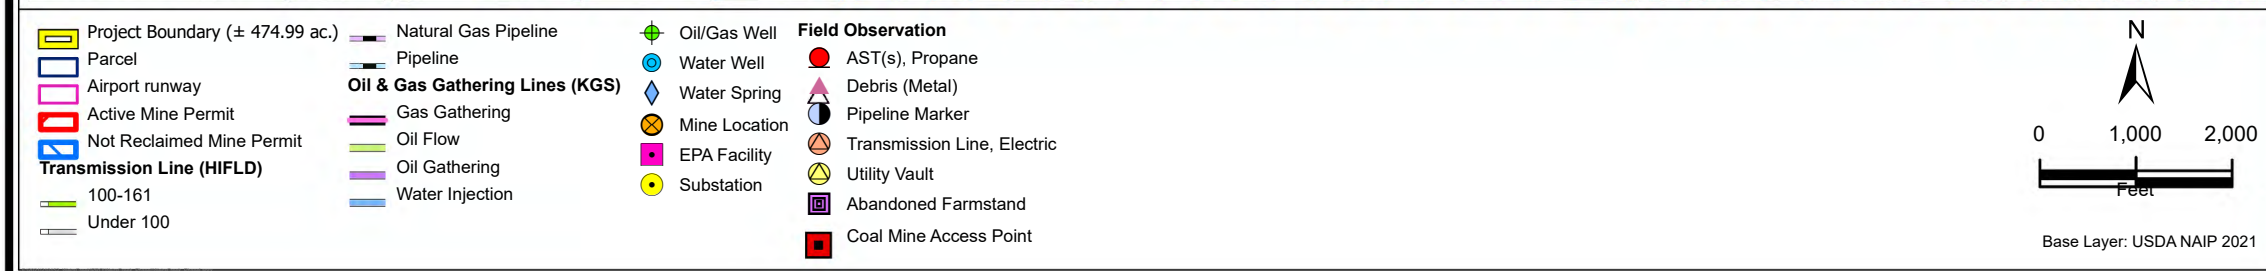 Project Boundary (± 474.99 ac.)
Parcel
Airport runway
Active Mine Permit
Not Reclaimed Mine Permit
Transmission Line (HIFLD)
100-161
Under 100
Natural Gas Pipeline
Pipeline
Oil & Gas Gathering Lines (KGS)
Gas Gathering
Oil Flow
Oil Gathering
Water Injection
Oil/Gas Well
Water Well
Water Spring
Mine Location
EPA Facility
Substation
Field Observation
AST(s), Propane
Debris (Metal)
Pipeline Marker
Transmission Line, Electric
Utility Vault
Abandoned Farmstand
Coal Mine Access Point
N
0 1,000 2,000
Feet
Base Layer: USDA NAIP 2021